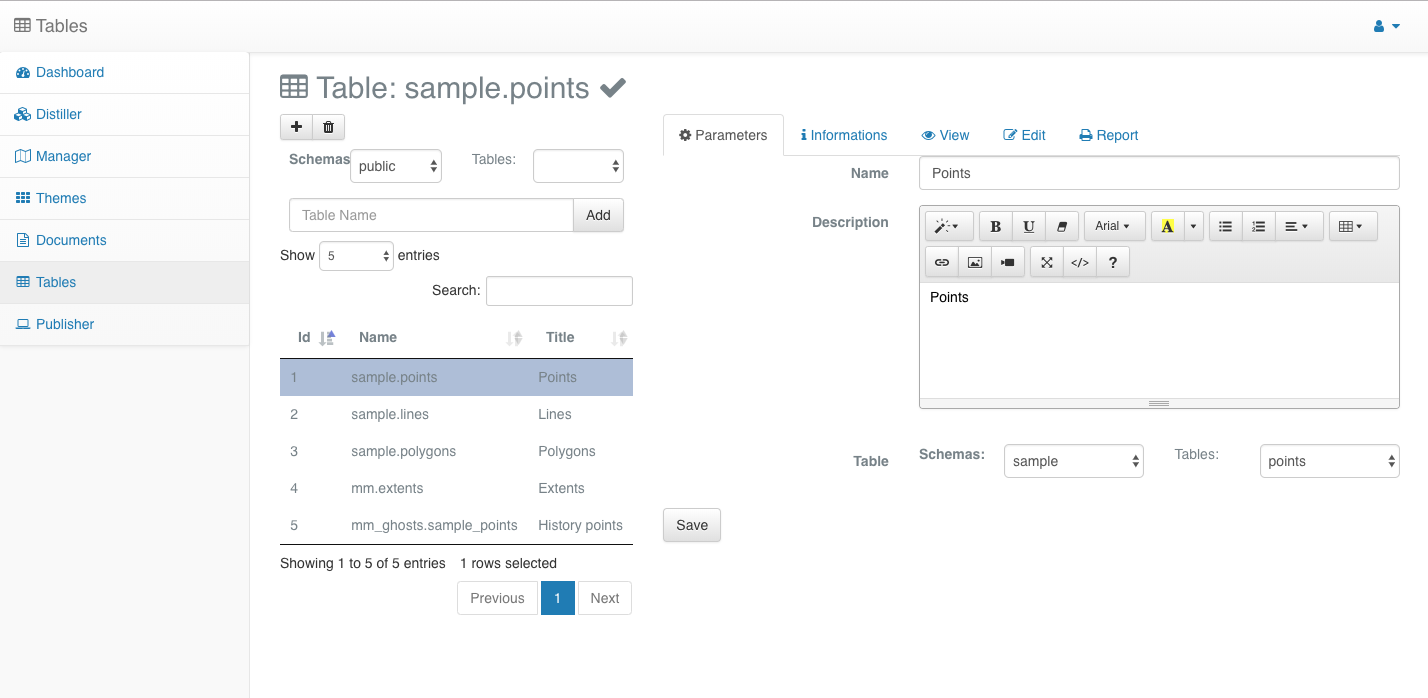 Tables
Dashboard
Distiller
Manager
Themes
Documents
Tables
Publisher
Table: sample.points
Schemas public Tables:
Table Name Add
Show 5 entries
Search:
Id Name Title
1 sample.points Points
2 sample.lines Lines
3 sample.polygons Polygons
4 mm.extents Extents
5 mm_ghosts.sample_points History points
Showing 1 to 5 of 5 entries 1 rows selected
Previous 1 Next
Parameters Informations View Edit Report
Name Points
Description
B U Arial A
</> ?
Points
Table Schemas: sample Tables: points
Save